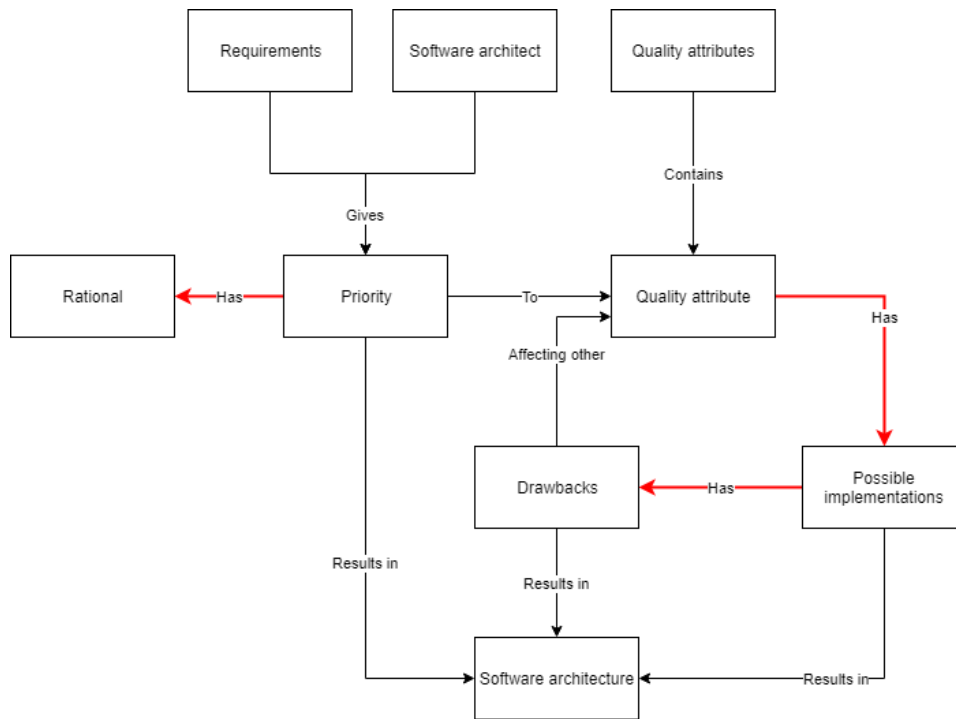 Requirements
Software architect
Quality attributes
Contains
Gives
Rational
Has
Priority
To
Quality attribute
Has
Affecting other
Drawbacks
Has
Possible
implementations
Results in
Results in
Software architecture
Results in